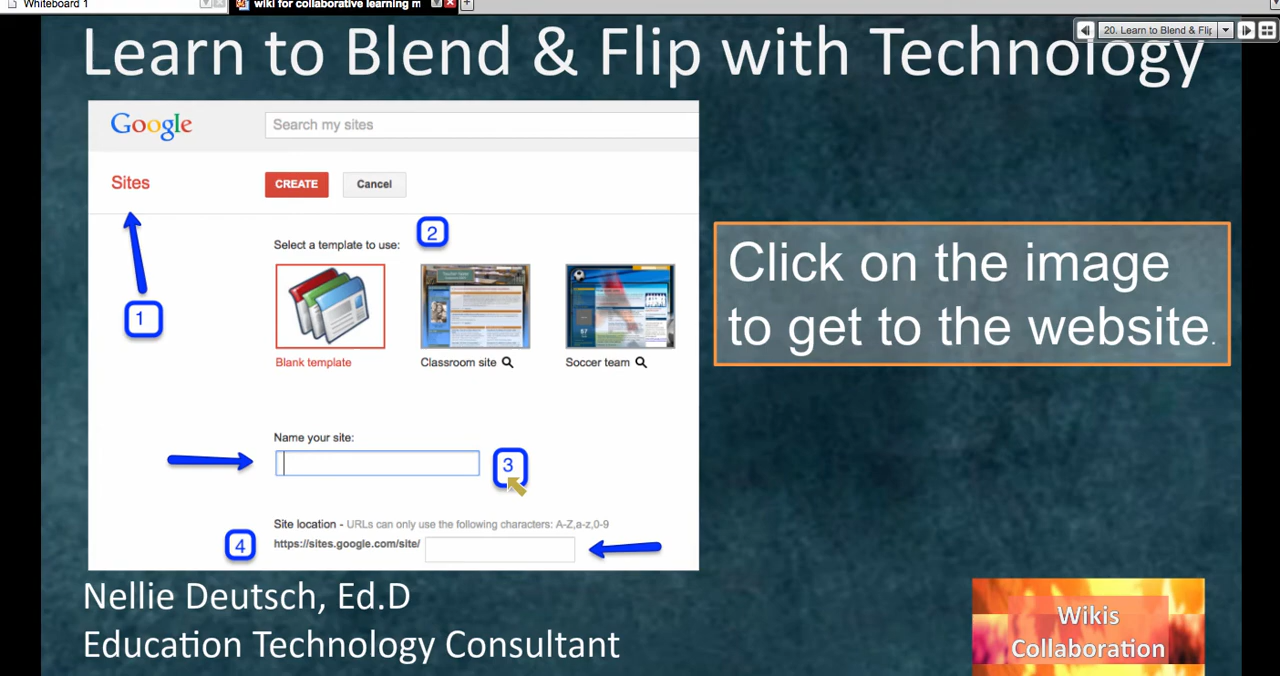 Whiteboard 1
wiki for collaborative learning m
20. Learn to Blend & Flip
Learn to Blend & Flip with Technology
Google
Search my sites
Sites
CREATE
Cancel
Select a template to use:
2
Blank template
Classroom site
Soccer team
1
Click on the image
to get to the website.
Name your site:
3
Site location - URLs can only use the following characters: A-Z,a-z,0-9
4
https://sites.google.com/site/
Nellie Deutsch, Ed.D
Education Technology Consultant
Wikis
Collaboration